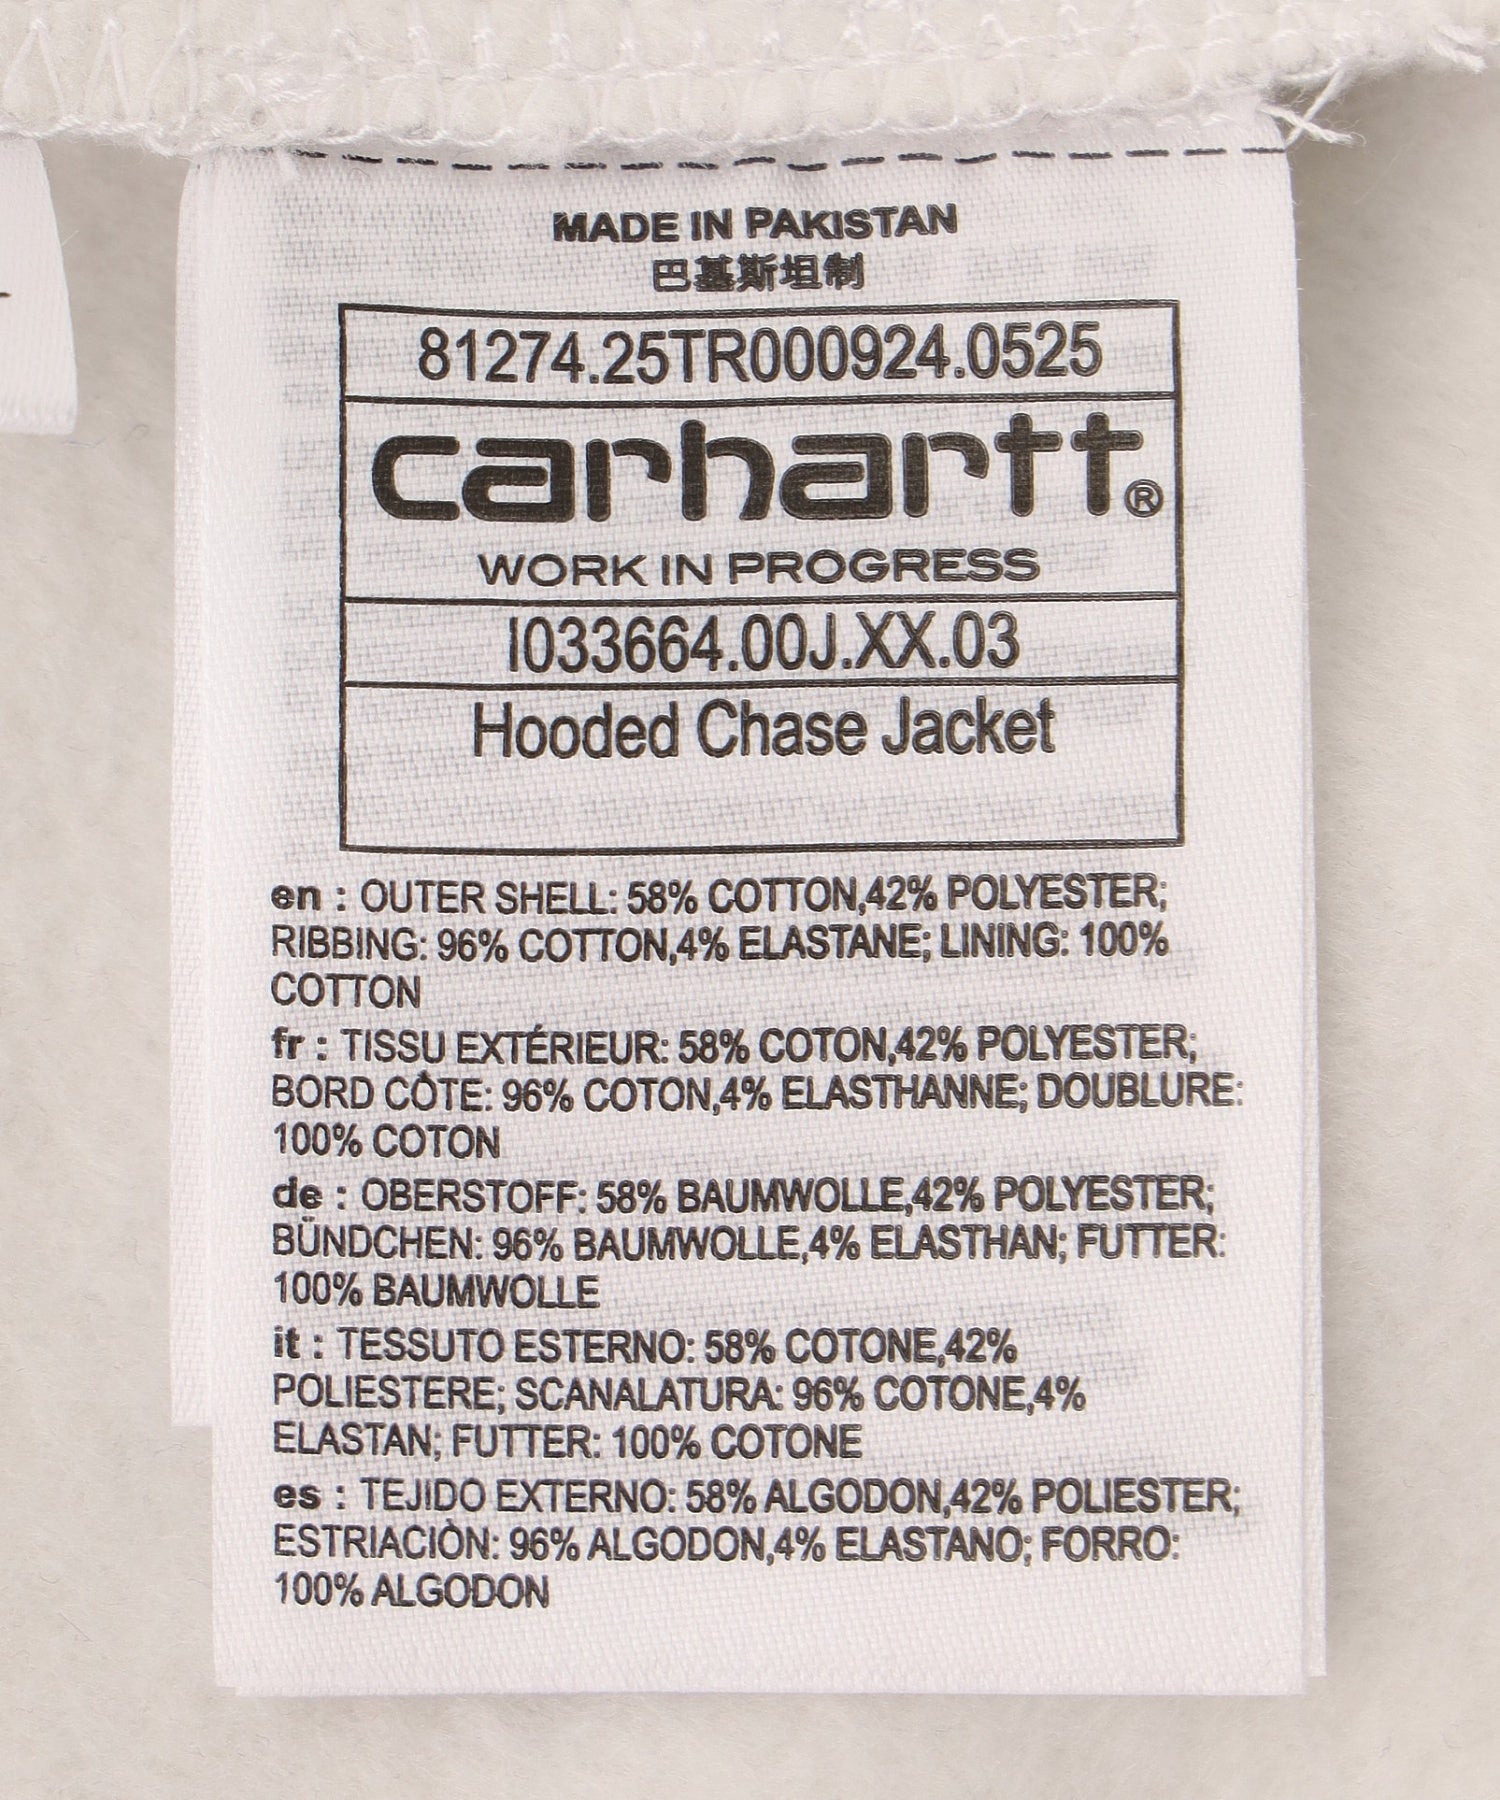 MADE IN PAKISTAN
巴基斯坦制
81274.25TR000924.0525
carhartt®
WORK IN PROGRESS
I033664.00J.XX.03
Hooded Chase Jacket
en : OUTER SHELL: 58% COTTON,42% POLYESTER;
RIBBING: 96% COTTON,4% ELASTANE; LINING: 100%
COTTON
fr : TISSU EXTÉRIEUR: 58% COTON,42% POLYESTER;
BORD CÔTE: 96% COTON,4% ELASTHANNE; DOUBLURE:
100% COTON
de : OBERSTOFF: 58% BAUMWOLLE,42% POLYESTER;
BÜNDCHEN: 96% BAUMWOLLE,4% ELASTHAN; FUTTER:
100% BAUMWOLLE
it : TESSUTO ESTERNO: 58% COTONE,42%
POLIESTERE; SCANALATURA: 96% COTONE,4%
ELASTAN; FUTTER: 100% COTONE
es : TEJIDO EXTERNO: 58% ALGODON,42% POLIESTER;
ESTRIACIÒN: 96% ALGODON,4% ELASTANO; FORRO:
100% ALGODON